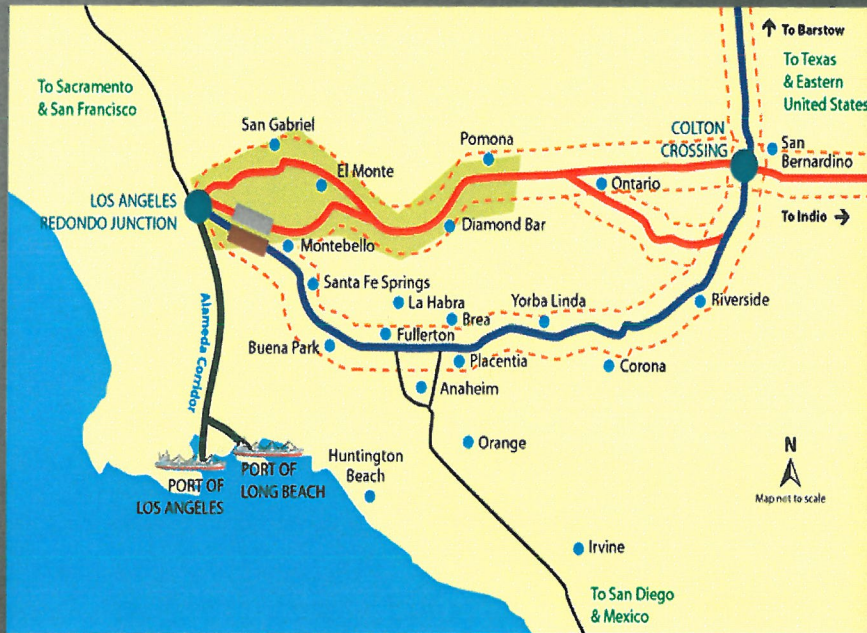 ↑ To Barstow
To Texas
& Eastern
United States
To Sacramento
& San Francisco
San Gabriel
Pomona
COLTON
CROSSING
San
Bernardino
El Monte
Ontario
LOS ANGELES
REDONDO JUNCTION
Diamond Bar
To Indio →
Montebello
Santa Fe Springs
La Habra
Yorba Linda
Riverside
Alameda Corridor
Brea
Fullerton
Buena Park
Placentia
Corona
Anaheim
Orange
N
Map not to scale
Huntington
Beach
PORT OF
LOS ANGELES
PORT OF
LONG BEACH
Irvine
To San Diego
& Mexico